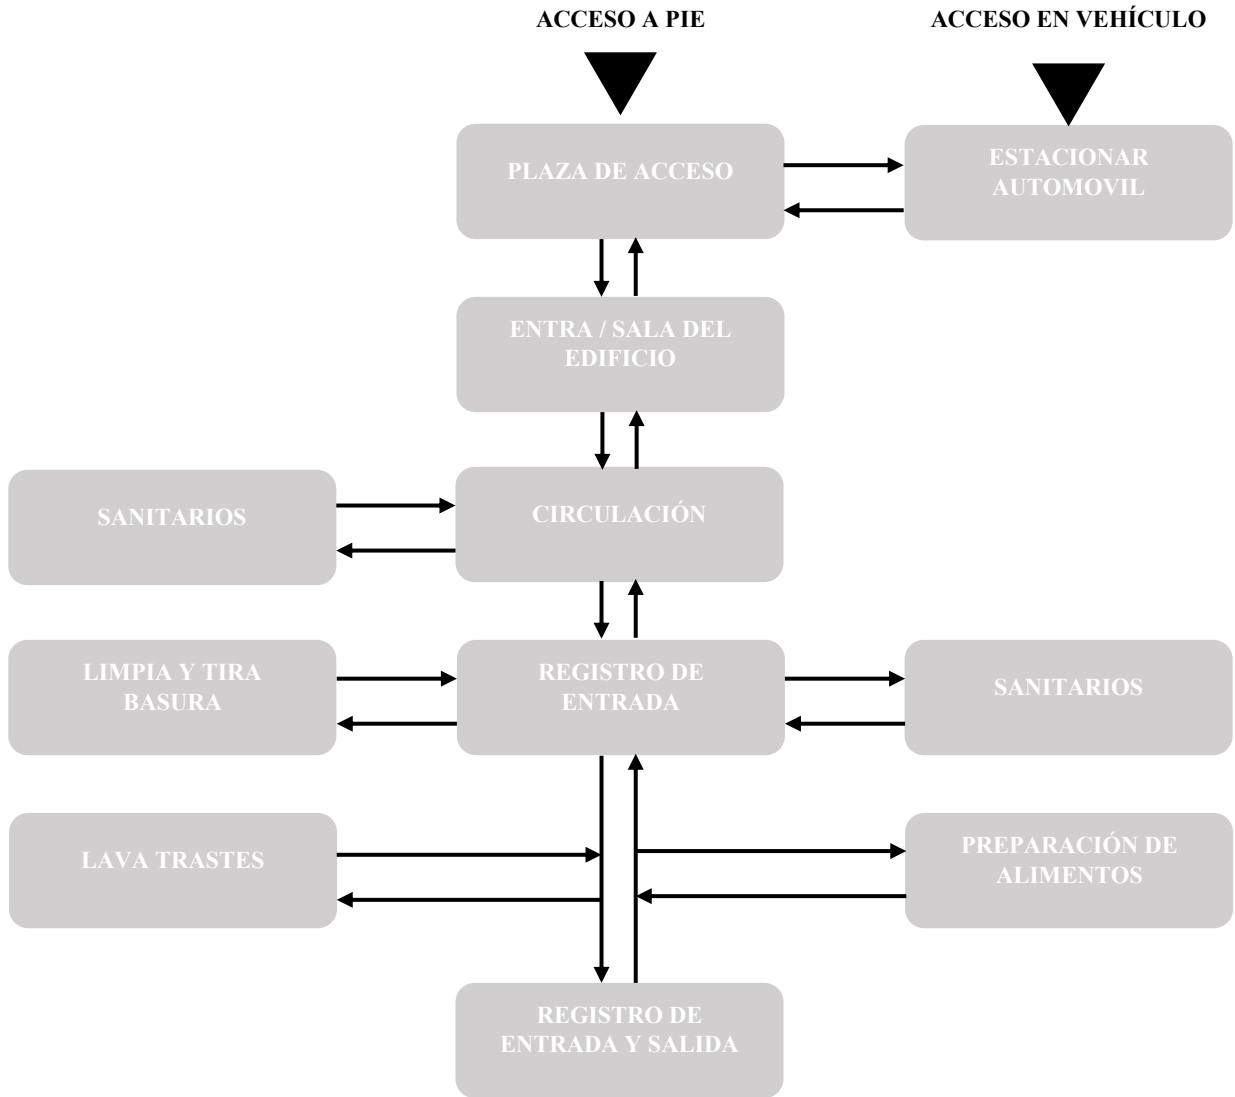 ACCESO A PIE
ACCESO EN VEHÍCULO
PLAZA DE ACCESO
ESTACIONAR
AUTOMOVIL
ENTRA / SALA DEL
EDIFICIO
SANITARIOS
CIRCULACIÓN
LIMPIA Y TIRA
BASURA
REGISTRO DE
ENTRADA
SANITARIOS
LAVA TRASTES
PREPARACIÓN DE
ALIMENTOS
REGISTRO DE
ENTRADA Y SALIDA